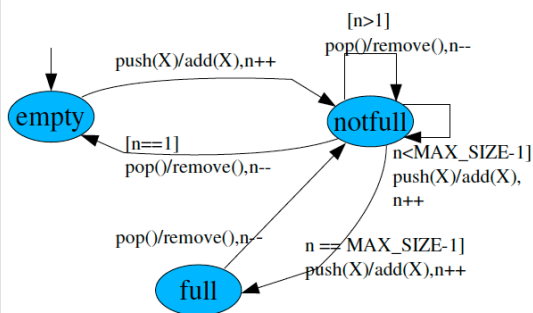 [n>1]
pop()/remove(),n--
push(X)/add(X),n++
empty
notfull
[n==1]
pop()/remove(),n--
n<MAX_SIZE-1]
push(X)/add(X),
n++
pop()/remove(),n--
n == MAX_SIZE-1]
push(X)/add(X),n++
full